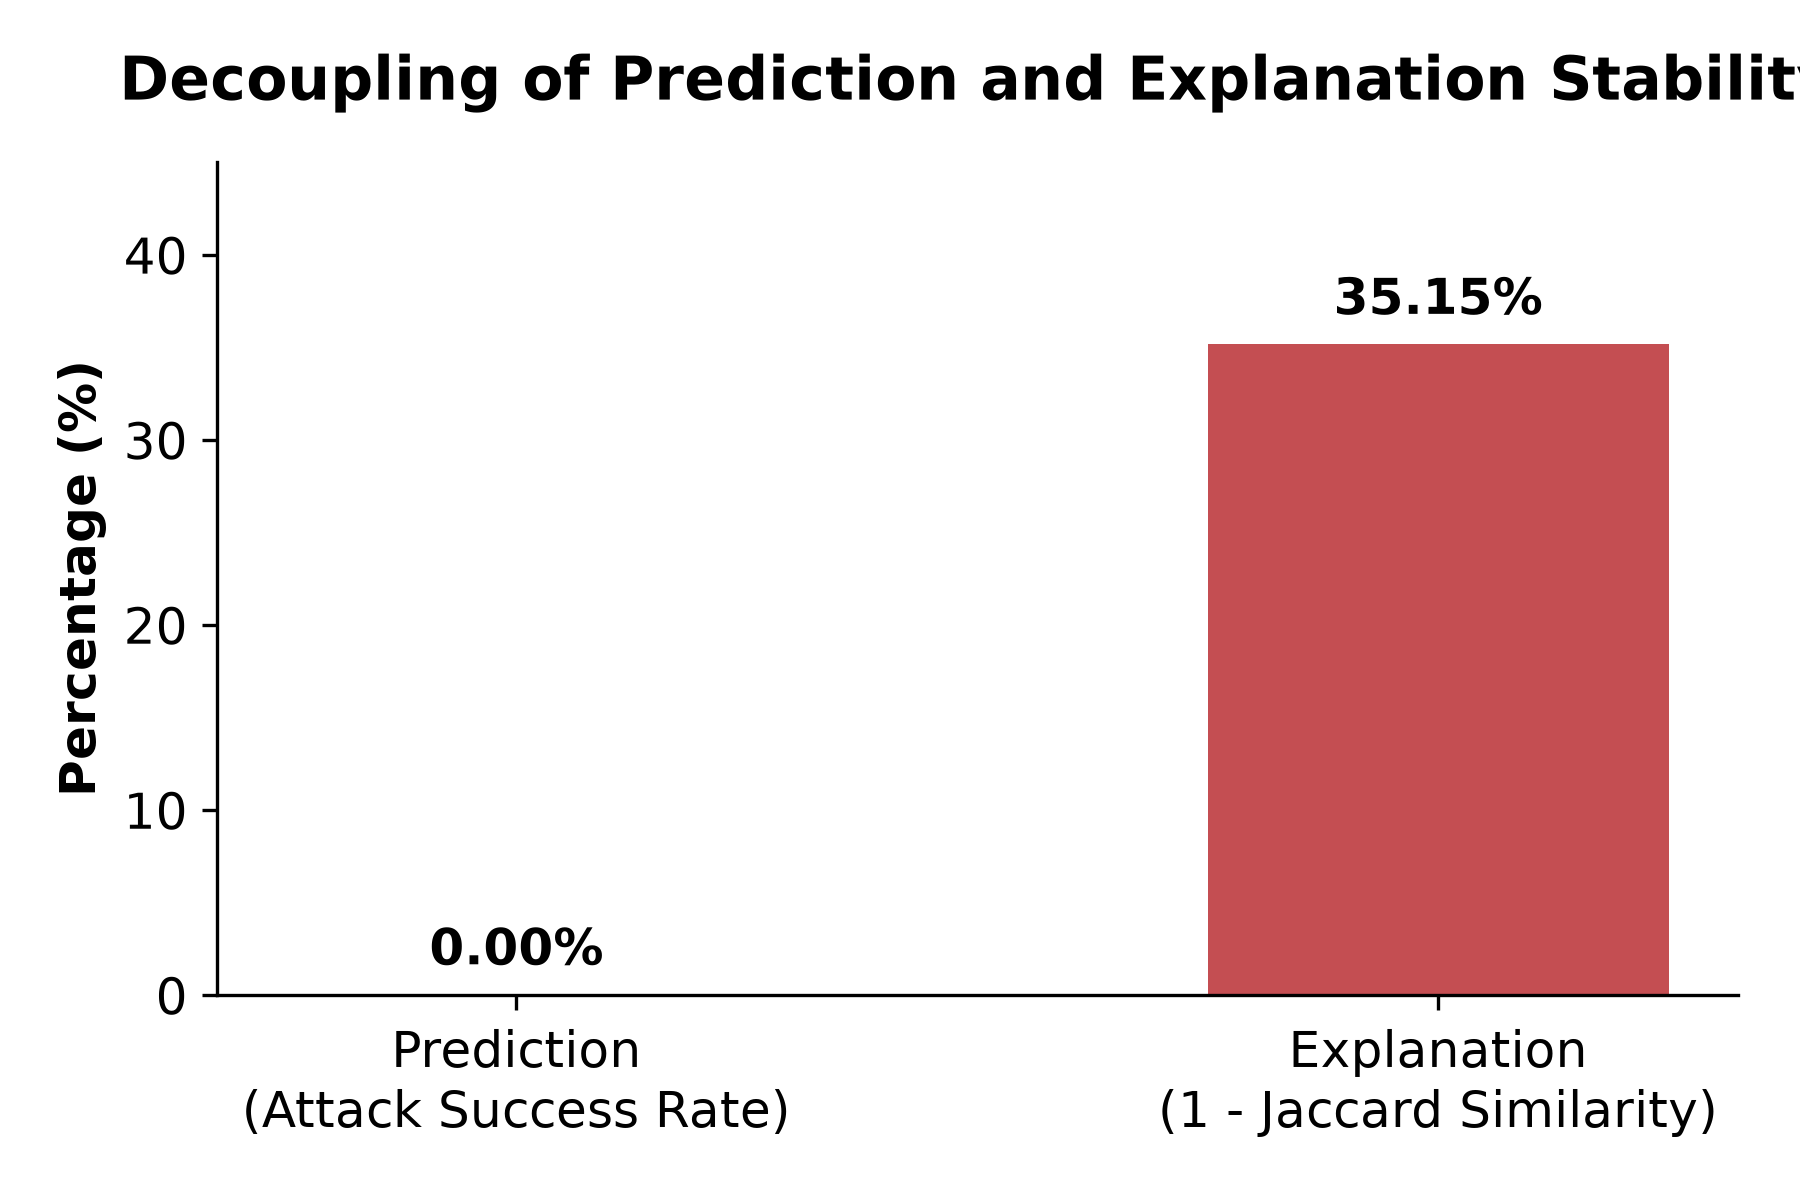 Decoupling of Prediction and Explanation Stability
Percentage (%)
40
30
20
10
0
0.00%
35.15%
Prediction
(Attack Success Rate)
Explanation
(1 - Jaccard Similarity)